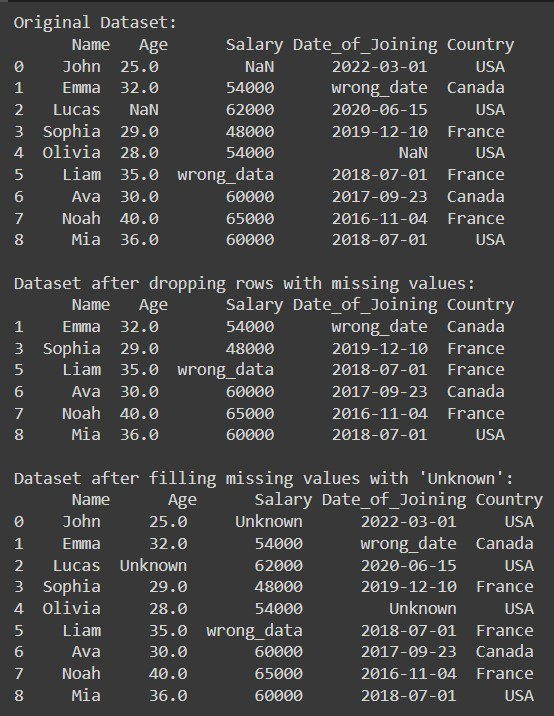 Original Dataset:
Name Age Salary Date_of_Joining Country
0 John 25.0 NaN 2022-03-01 USA
1 Emma 32.0 54000 wrong_date Canada
2 Lucas NaN 62000 2020-06-15 USA
3 Sophia 29.0 48000 2019-12-10 France
4 Olivia 28.0 54000 NaN USA
5 Liam 35.0 wrong_data 2018-07-01 France
6 Ava 30.0 60000 2017-09-23 Canada
7 Noah 40.0 65000 2016-11-04 France
8 Mia 36.0 60000 2018-07-01 USA
Dataset after dropping rows with missing values:
Name Age Salary Date_of_Joining Country
1 Emma 32.0 54000 wrong_date Canada
3 Sophia 29.0 48000 2019-12-10 France
5 Liam 35.0 wrong_data 2018-07-01 France
6 Ava 30.0 60000 2017-09-23 Canada
7 Noah 40.0 65000 2016-11-04 France
8 Mia 36.0 60000 2018-07-01 USA
Dataset after filling missing values with 'Unknown':
Name Age Salary Date_of_Joining Country
0 John 25.0 Unknown 2022-03-01 USA
1 Emma 32.0 54000 wrong_date Canada
2 Lucas Unknown 62000 2020-06-15 USA
3 Sophia 29.0 48000 2019-12-10 France
4 Olivia 28.0 54000 Unknown USA
5 Liam 35.0 wrong_data 2018-07-01 France
6 Ava 30.0 60000 2017-09-23 Canada
7 Noah 40.0 65000 2016-11-04 France
8 Mia 36.0 60000 2018-07-01 USA